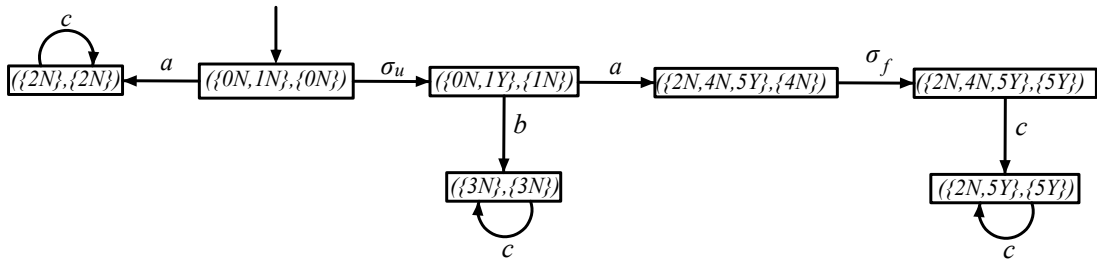 c
a
σu
a
σf
({2N},{2N})
({0N,1N},{0N})
({0N,1Y},{1N})
({2N,4N,5Y},{4N})
({2N,4N,5Y},{5Y})
b
c
({3N},{3N})
({2N,5Y},{5Y})
c
c